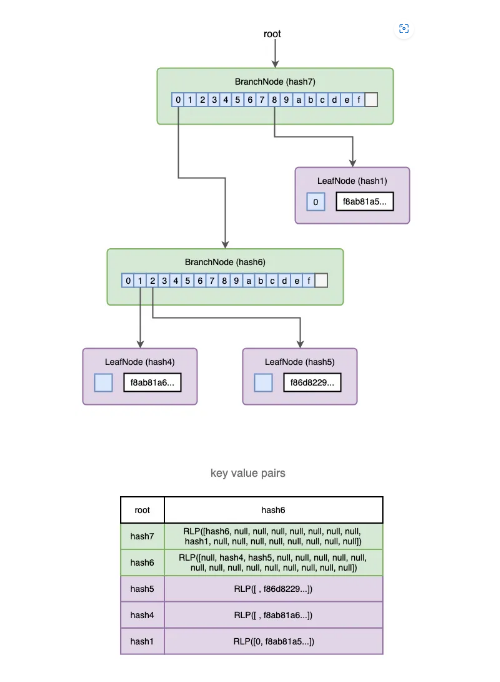 root
BranchNode (hash7)
0 1 2 3 4 5 6 7 8 9 a b c d e f
LeafNode (hash1)
0 f8ab81a5...
BranchNode (hash6)
0 1 2 3 4 5 6 7 8 9 a b c d e f
LeafNode (hash4)
f8ab81a6...
LeafNode (hash5)
f86d8229...
key value pairs
root hash6
hash7 RLP([hash6, null, null, null, null, null, null, null,
hash1, null, null, null, null, null, null, null, null])
hash6 RLP([null, hash4, hash5, null, null, null, null, null,
null, null, null, null, null, null, null, null, null])
hash5 RLP([ , f86d8229...])
hash4 RLP([ , f8ab81a6...])
hash1 RLP([0, f8ab81a5...])